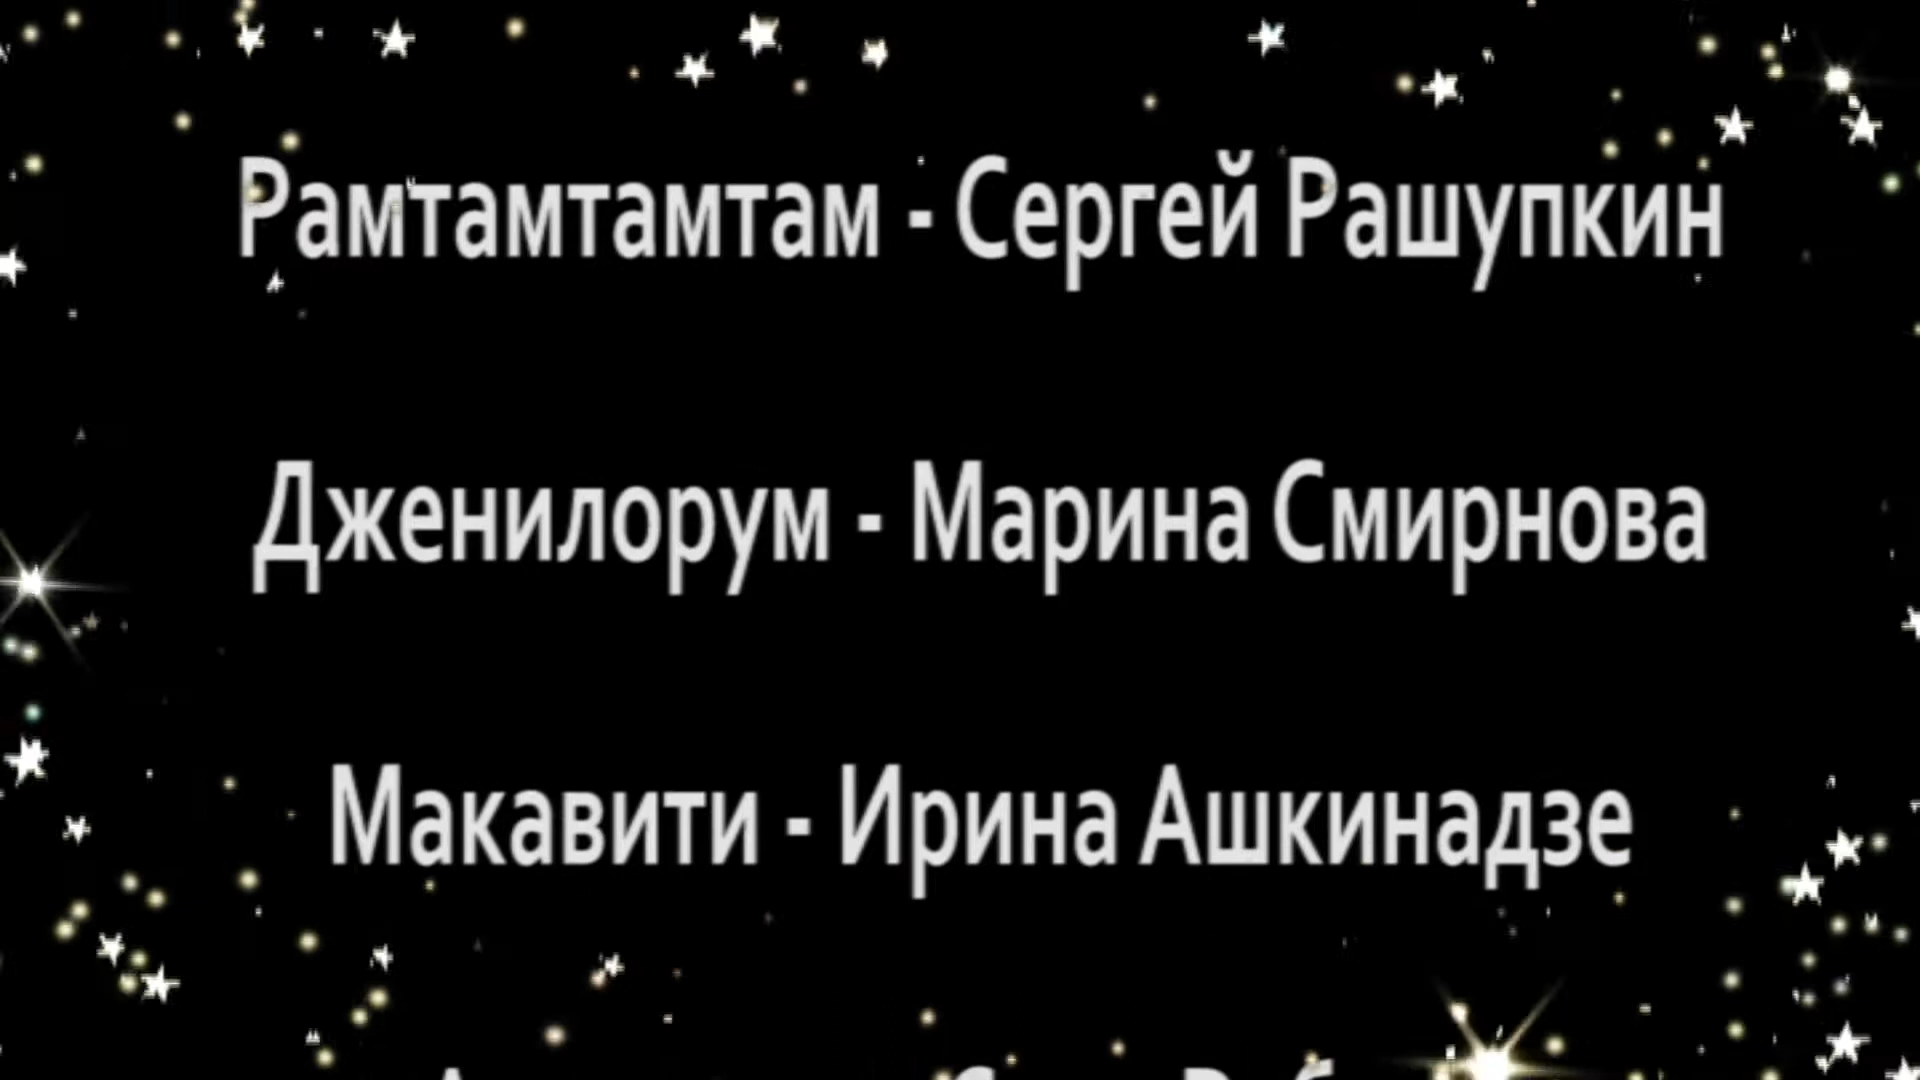 Рамтамтамтам - Сергей Рашупкин
Дженилорум - Марина Смирнова
Макавити - Ирина Ашкинадзе